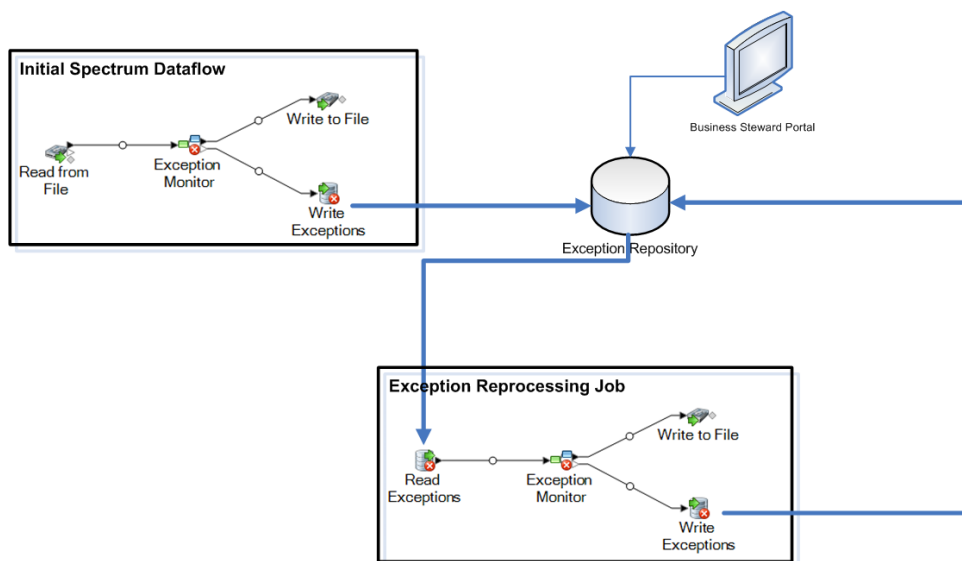 Initial Spectrum Dataflow
Write to File
Read from
File
Exception
Monitor
Write
Exceptions
Business Steward Portal
Exception Repository
Exception Reprocessing Job
Write to File
Read
Exceptions
Exception
Monitor
Write
Exceptions